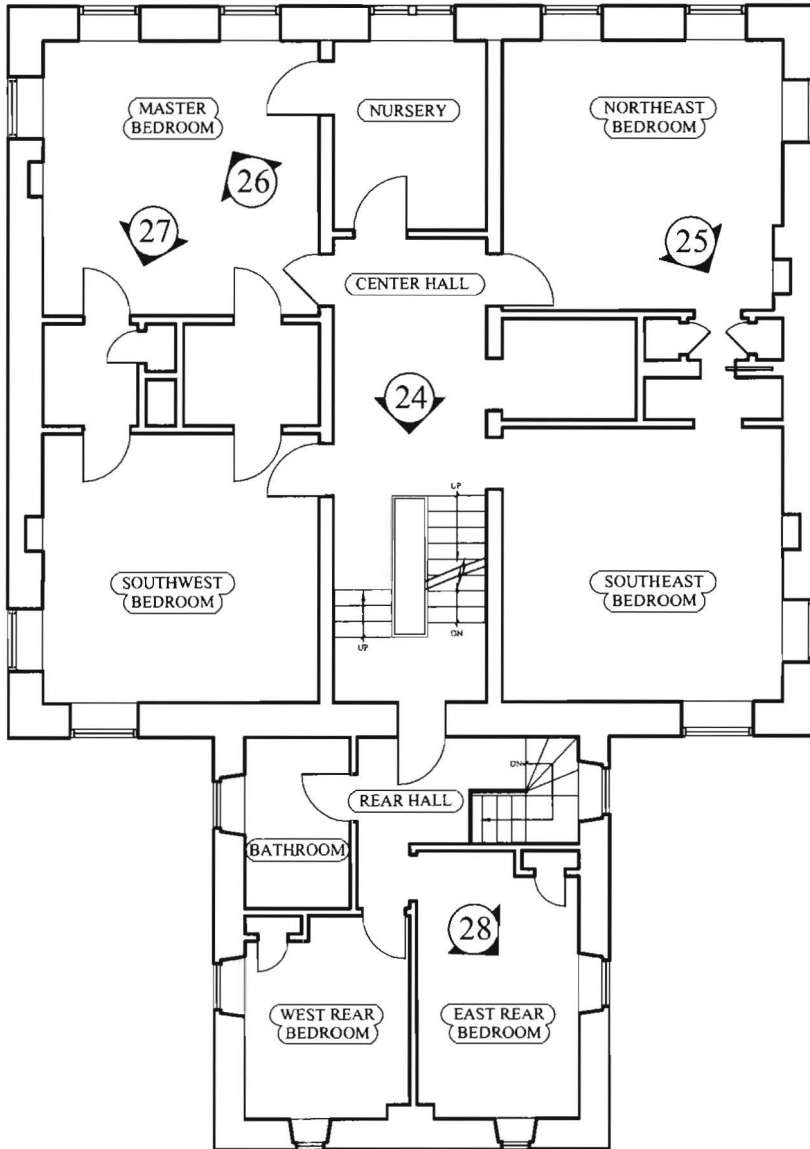 MASTER
BEDROOM
NURSERY
NORTHEAST
BEDROOM
26
27
25
CENTER HALL
24
UP
SOUTHWEST
BEDROOM
SOUTHEAST
BEDROOM
UP
DN
DN
REAR HALL
BATHROOM
28
WEST REAR
BEDROOM
EAST REAR
BEDROOM